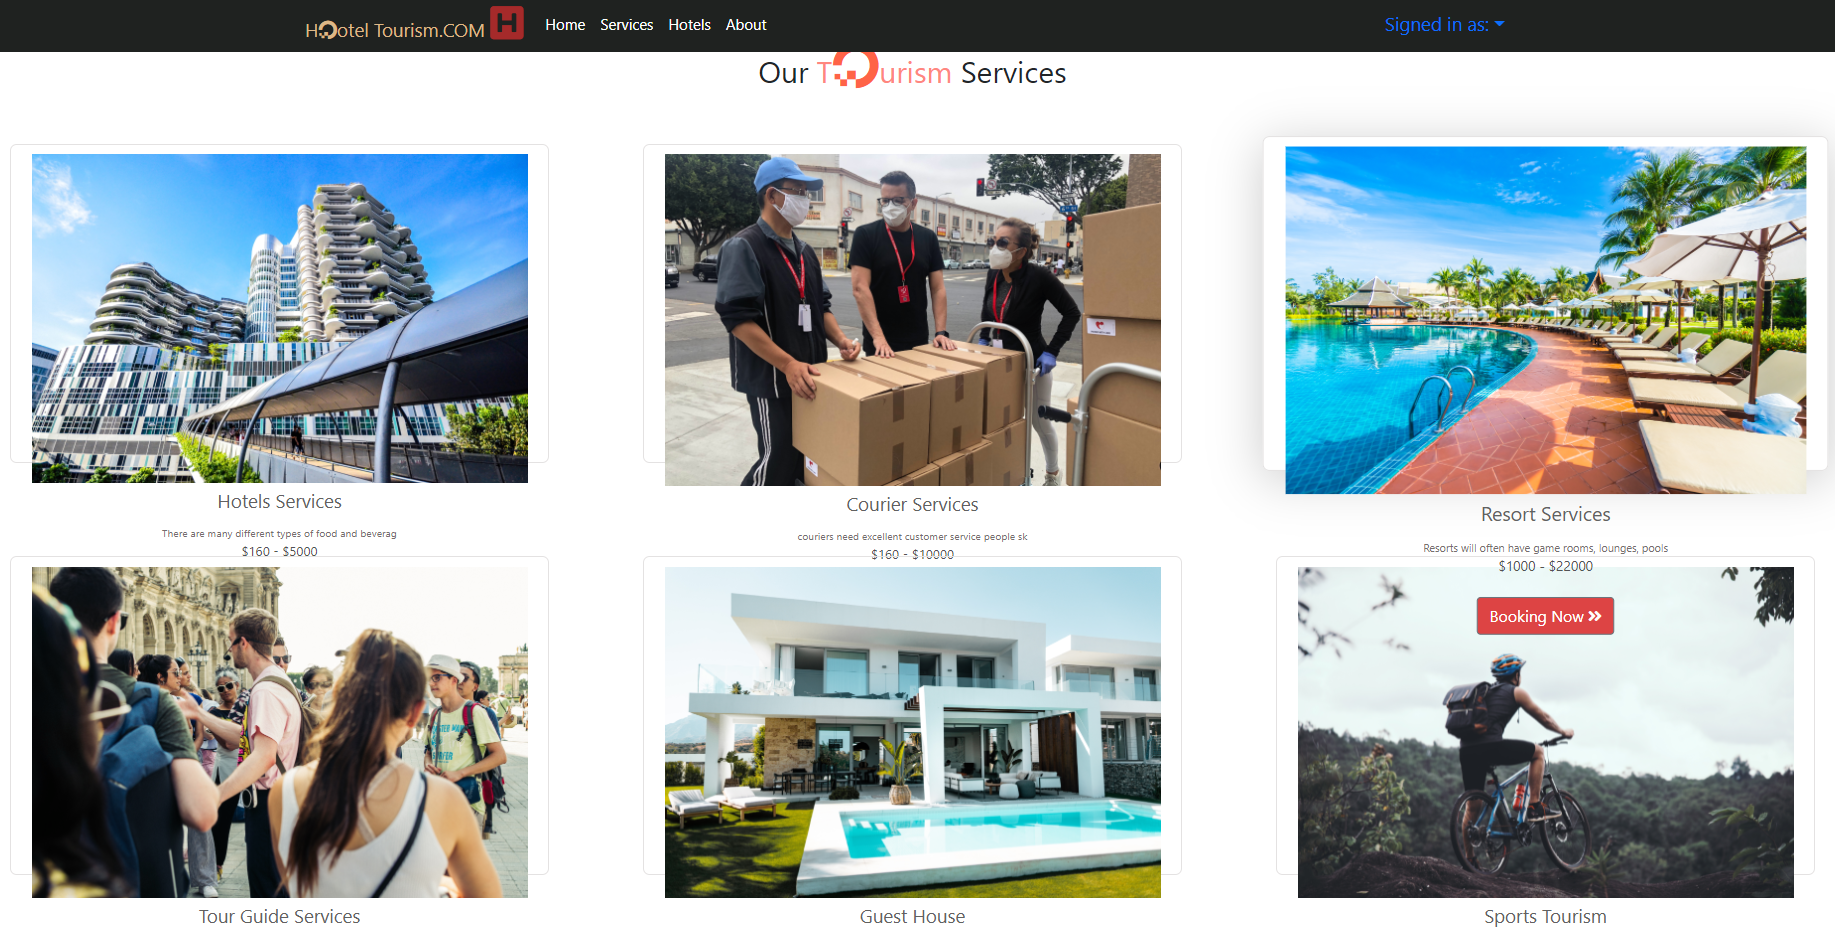 HOotel Tourism.COM H
Home Services Hotels About
Signed in as:
Our TOurism Services
Hotels Services
There are many different types of food and beverag
$160 - $5000
Courier Services
couriers need excellent customer service people sk
$160 - $10000
Resort Services
Resorts will often have game rooms, lounges, pools
$1000 - $22000
Booking Now
Tour Guide Services
Guest House
Sports Tourism